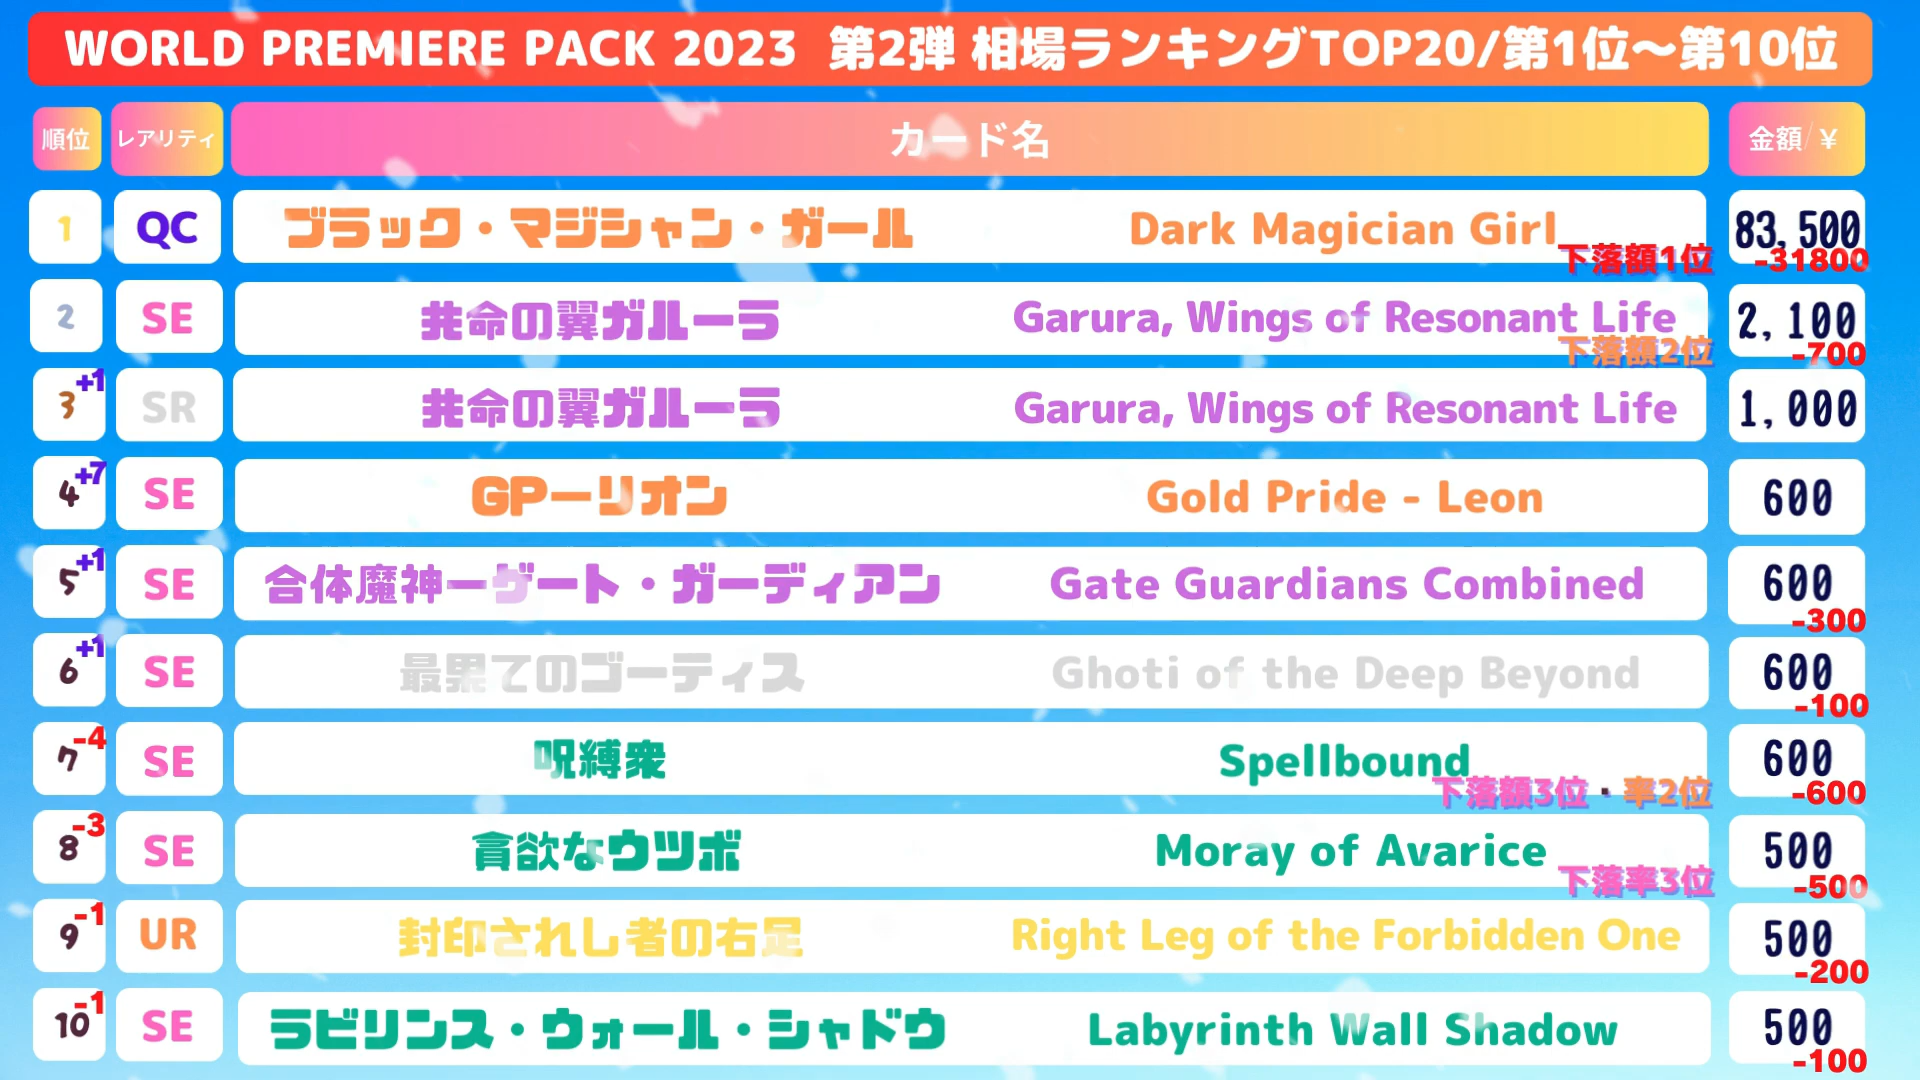 WORLD PREMIERE PACK 2023 第2弾 相場ランキングTOP20/第1位～第10位
順位 レアリティ カード名 金額/¥
1 QC ブラック・マジシャン・ガール Dark Magician Girl 83,500
下落額1位 -31800
2 SE 共命の翼ガルーラ Garura, Wings of Resonant Life 2,100
下落額2位 -700
3 +1 SR 共命の翼ガルーラ Garura, Wings of Resonant Life 1,000
4 +7 SE GPーリオン Gold Pride - Leon 600
5 +1 SE 合体魔神ーゲート・ガーディアン Gate Guardians Combined 600
-300
6 +1 SE 最果てのゴーティス Ghoti of the Deep Beyond 600
-100
7 -4 SE 呪縛衆 Spellbound 600
下落額3位・率2位 -600
8 -3 SE 貪欲なウツボ Moray of Avarice 500
下落率3位 -500
9 -1 UR 封印されし者の右足 Right Leg of the Forbidden One 500
-200
10 -1 SE ラビリンス・ウォール・シャドウ Labyrinth Wall Shadow 500
-100